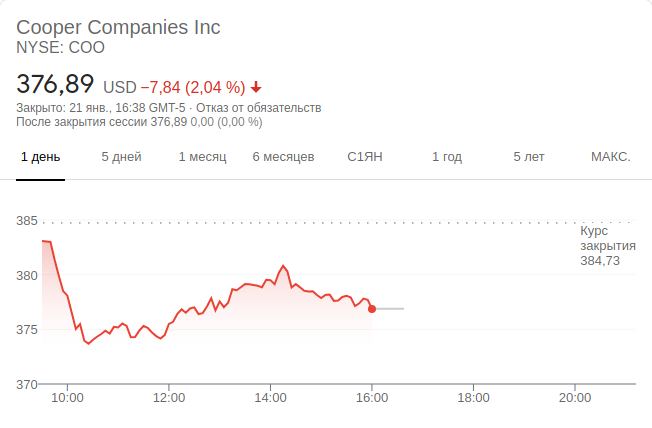 Cooper Companies Inc
NYSE: COO
376,89 USD −7,84 (2,04 %)
Закрыто: 21 янв., 16:38 GMT-5 · Отказ от обязательств
После закрытия сессии 376,89 0,00 (0,00 %)
1 день 5 дней 1 месяц 6 месяцев С1ЯН 1 год 5 лет МАКС.
385
Курс
закрытия
384,73
380
375
370
10:00 12:00 14:00 16:00 18:00 20:00